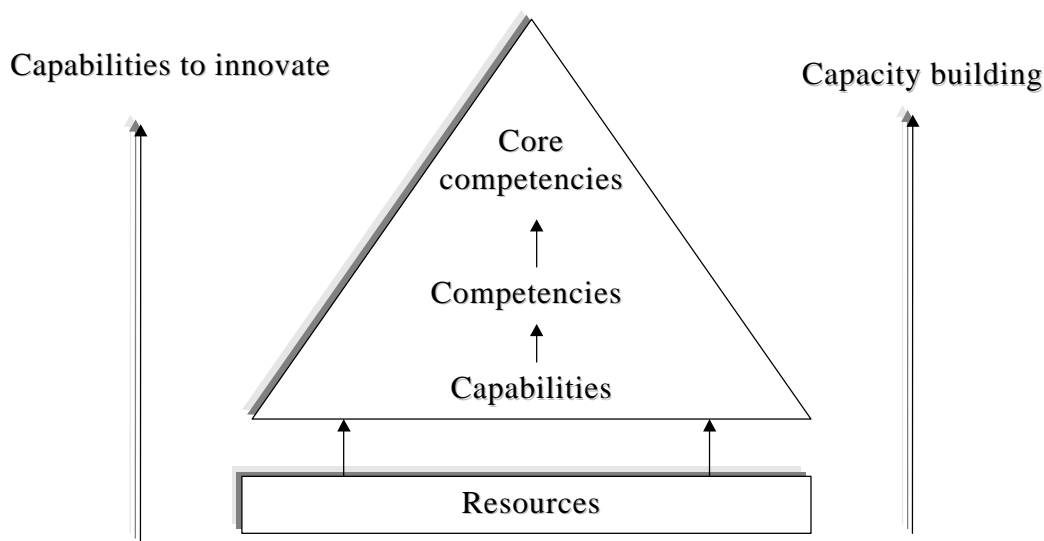 Capabilities to innovate
Capacity building
Core
competencies
Competencies
Capabilities
Resources